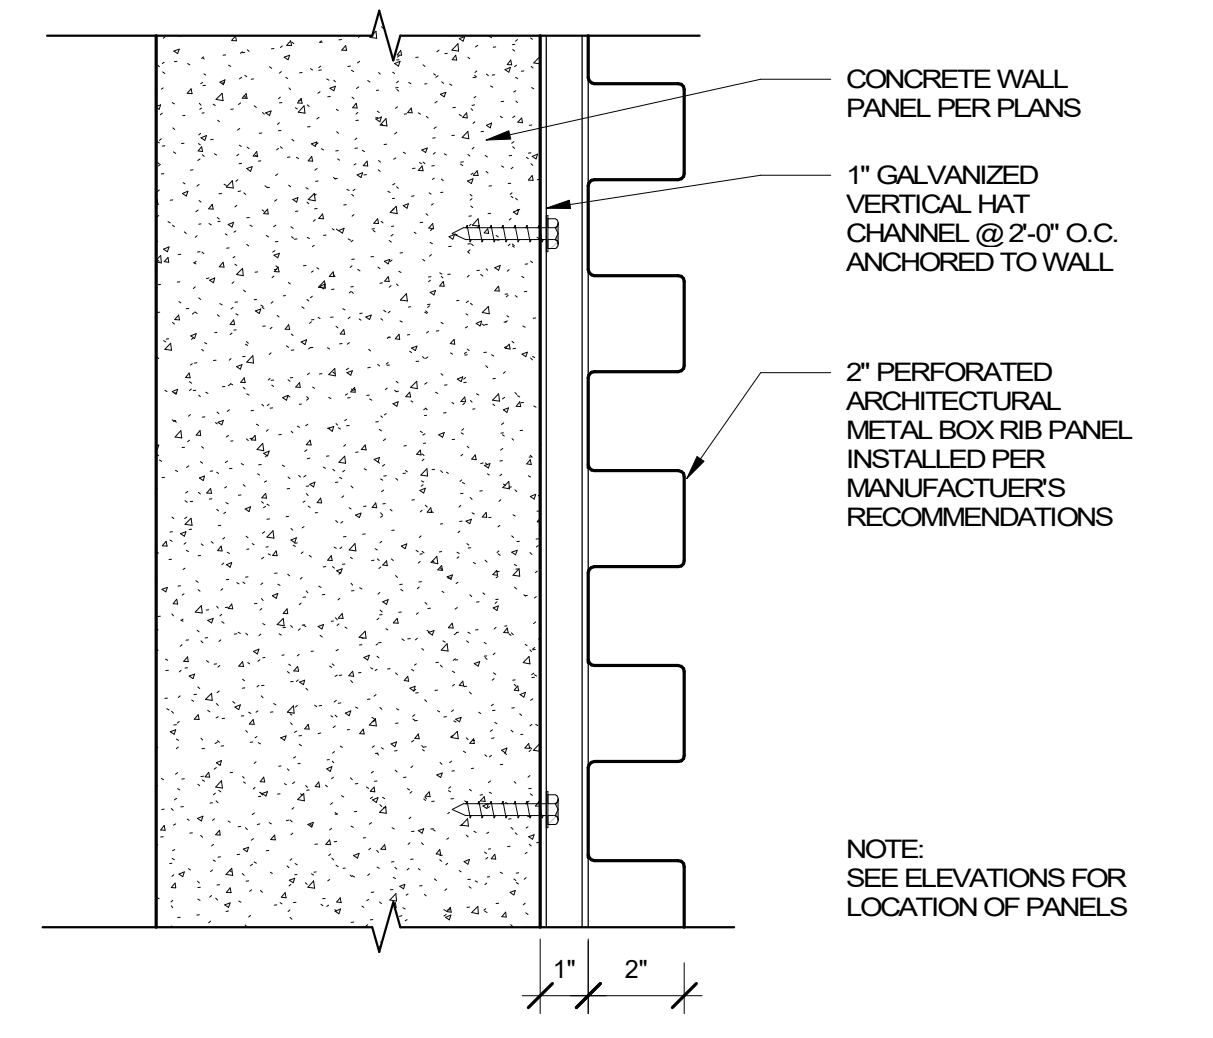 CONCRETE WALL
PANEL PER PLANS
1" GALVANIZED
VERTICAL HAT
CHANNEL @ 2'-0" O.C.
ANCHORED TO WALL
2" PERFORATED
ARCHITECTURAL
METAL BOX RIB PANEL
INSTALLED PER
MANUFACTUER'S
RECOMMENDATIONS
NOTE:
SEE ELEVATIONS FOR
LOCATION OF PANELS
1" 2"